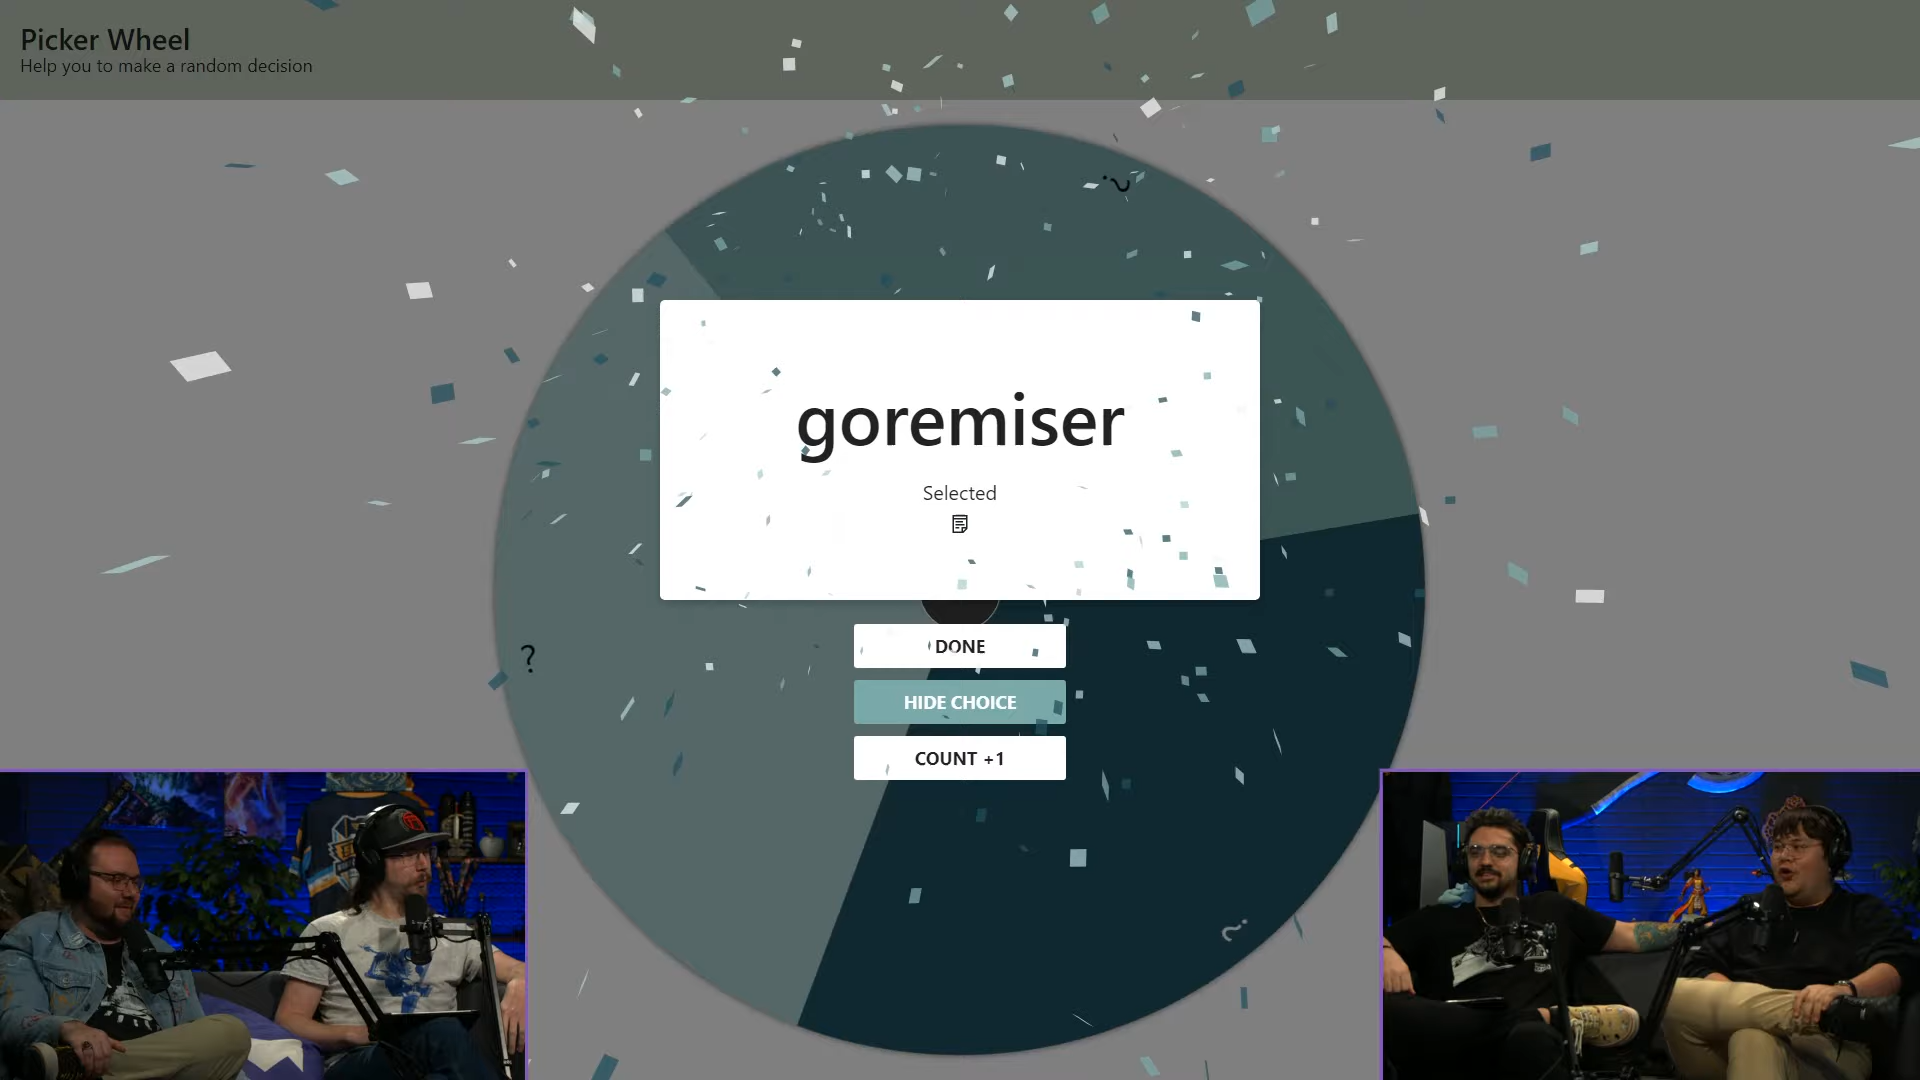 Picker Wheel
Help you to make a random decision
?
goremiser
Selected
?
DONE
HIDE CHOICE
COUNT +1
?